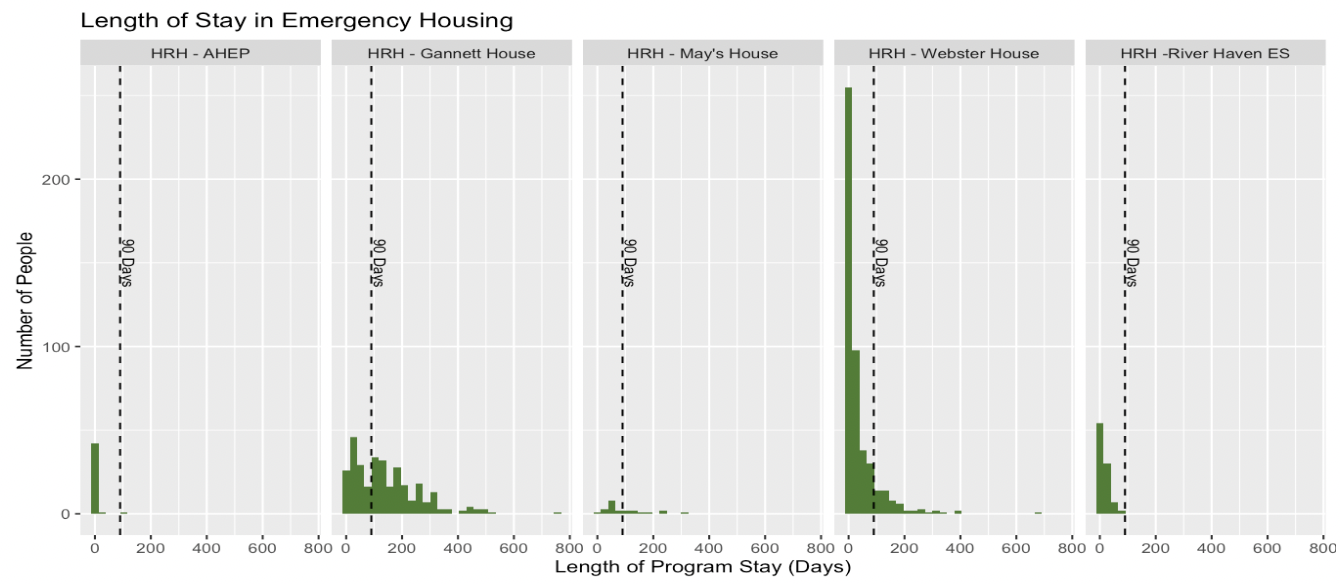 Length of Stay in Emergency Housing
HRH - AHEP
HRH - Gannett House
HRH - May's House
HRH - Webster House
HRH -River Haven ES
Number of People
200
100
0
90 Days
90 Days
90 Days
90 Days
90 Days
0 200 400 600 800
0 200 400 600 800
0 200 400 600 800
0 200 400 600 800
0 200 400 600 800
Length of Program Stay (Days)